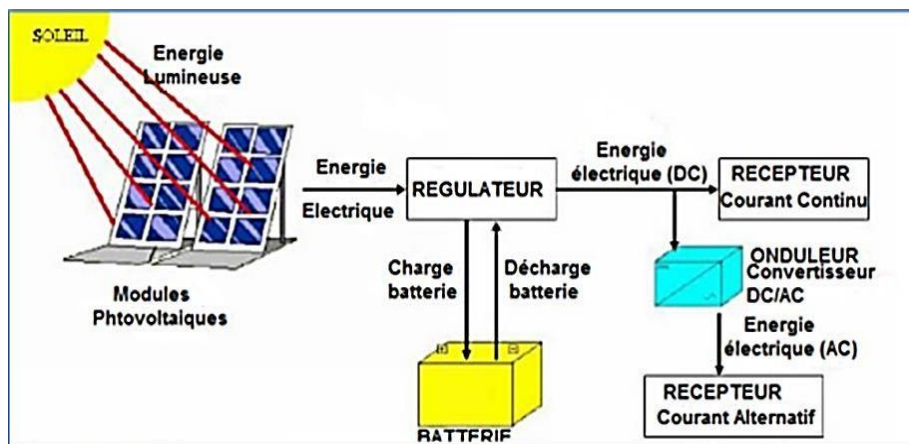 SOLEIL
Energie
Lumineuse
Energie
Electrique
Modules
Phtovoltaiques
REGULATEUR
Charge
batterie
Décharge
batterie
BATTERIE
Energie
électrique (DC)
RECEPTEUR
Courant Continu
ONDULEUR
Convertisseur
DC/AC
Energie
électrique (AC)
RECEPTEUR
Courant Alternatif